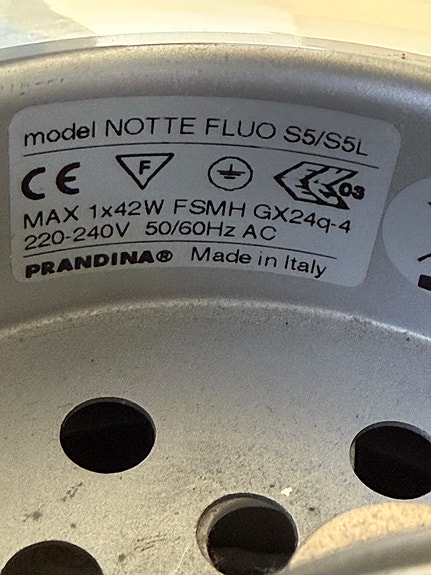 model NOTTE FLUO S5/S5L
CE F 03
MAX 1x42W FSMH GX24q-4
220-240V 50/60Hz AC
PRANDINA® Made in Italy